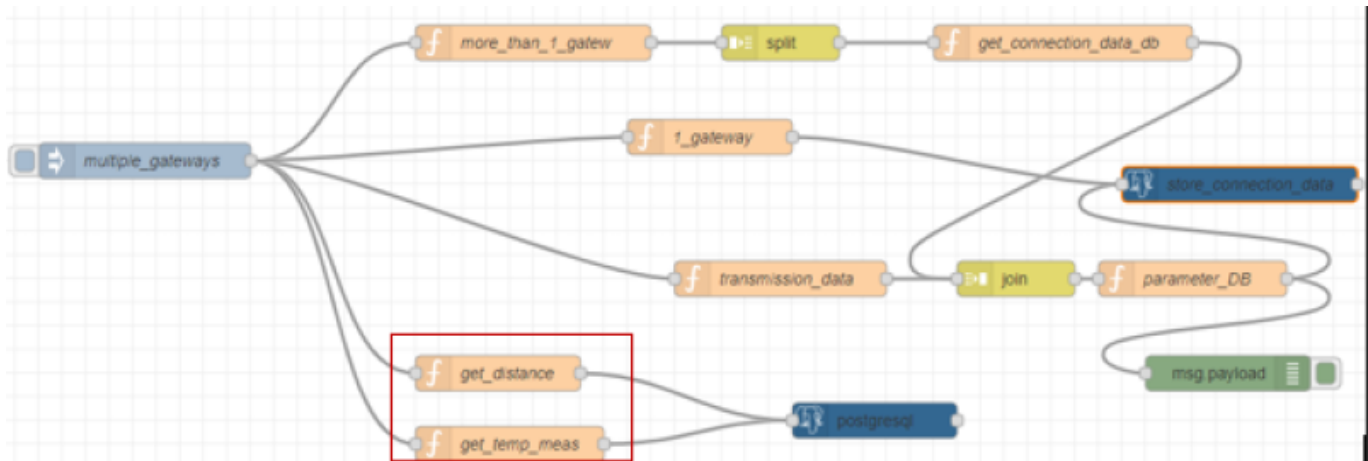 more_than_1_gatew
split
get_connection_data_db
1_gateway
multiple_gateways
store_connection_data
transmission_data
join
parameter_DB
get_distance
msg.payload
postgresql
get_temp_meas